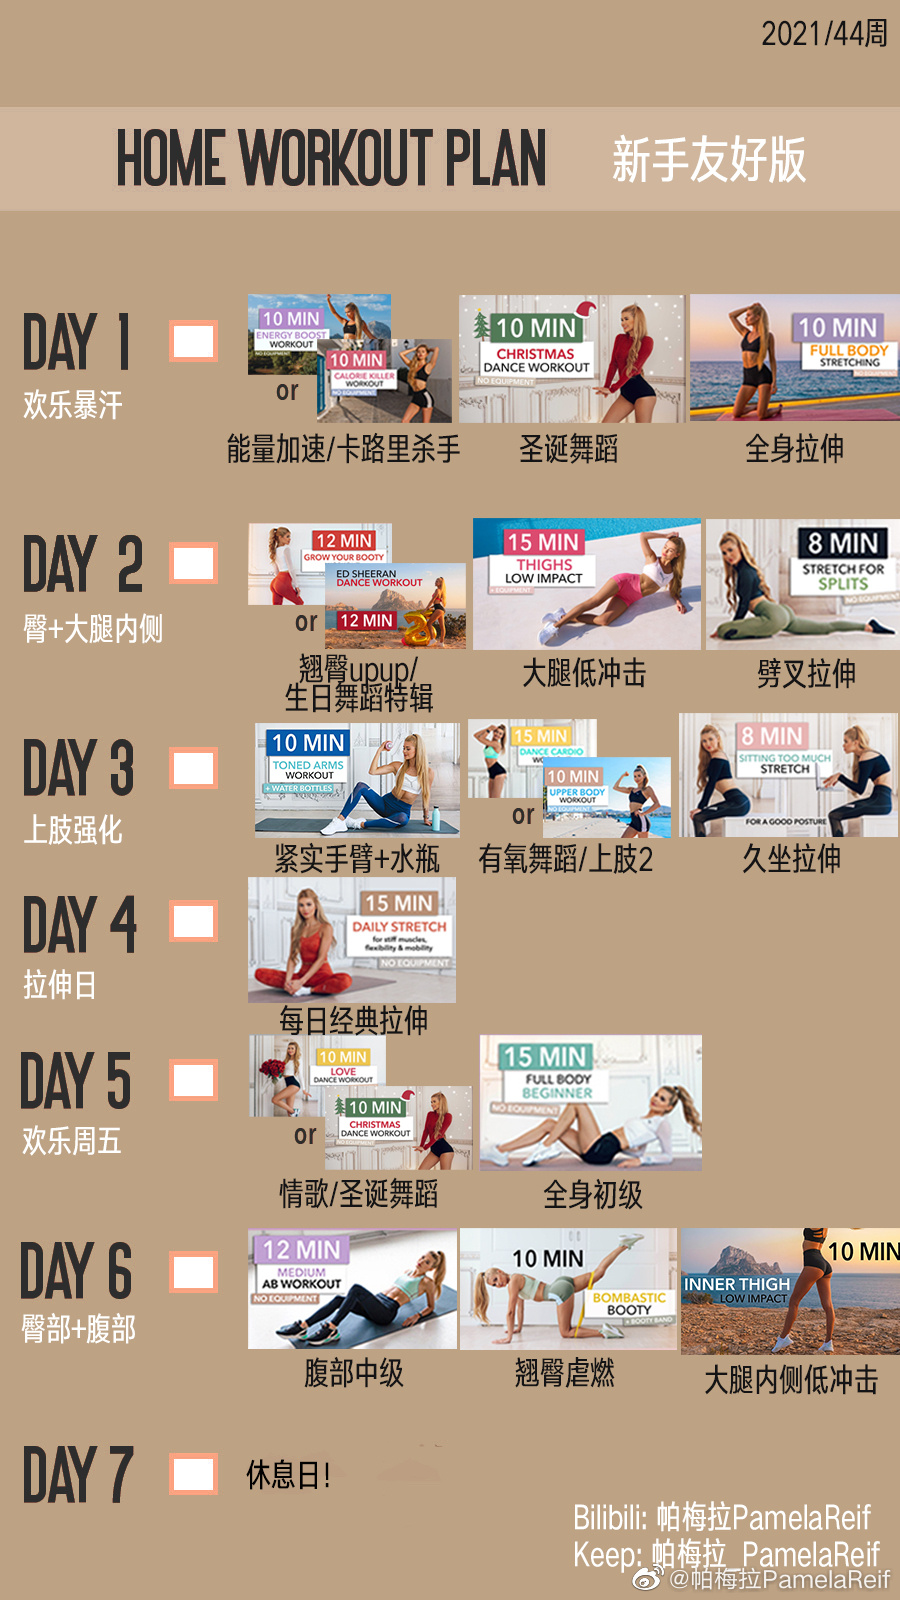 2021/44周
HOME WORKOUT PLAN 新手友好版
DAY 1
欢乐暴汗
10 MIN
ENERGY BOOST
WORKOUT
NO EQUIPMENT
or
10 MIN
CALORIE KILLER
WORKOUT
NO EQUIPMENT
能量加速/卡路里杀手
10 MIN
CHRISTMAS
DANCE WORKOUT
NO EQUIPMENT
圣诞舞蹈
10 MIN
FULL BODY
STRETCHING
NO EQUIPMENT
全身拉伸
DAY 2
臀+大腿内侧
12 MIN
GROW YOUR BOOTY
or
ED SHEERAN
DANCE WORKOUT
12 MIN
翘臀upup/
生日舞蹈特辑
15 MIN
THIGHS
LOW IMPACT
+ EQUIPMENT
大腿低冲击
8 MIN
STRETCH FOR
SPLITS
NO EQUIPMENT
劈叉拉伸
DAY 3
上肢强化
10 MIN
TONED ARMS
WORKOUT
+ WATER BOTTLES
紧实手臂+水瓶
15 MIN
DANCE CARDIO
or
10 MIN
UPPER BODY
WORKOUT
NO EQUIPMENT
有氧舞蹈/上肢2
8 MIN
SITTING TOO MUCH
STRETCH
FOR A GOOD POSTURE
久坐拉伸
DAY 4
拉伸日
15 MIN
DAILY STRETCH
for stiff muscles,
flexibility & mobility
NO EQUIPMENT
每日经典拉伸
DAY 5
欢乐周五
10 MIN
LOVE
DANCE WORKOUT
or
10 MIN
CHRISTMAS
DANCE WORKOUT
情歌/圣诞舞蹈
15 MIN
FULL BODY
BEGINNER
NO EQUIPMENT
全身初级
DAY 6
臀部+腹部
12 MIN
MEDIUM
AB WORKOUT
NO EQUIPMENT
腹部中级
10 MIN
BOMBASTIC
BOOTY
+ BOOTY BAND
翘臀虐燃
10 MIN
INNER THIGH
LOW IMPACT
大腿内侧低冲击
DAY 7
休息日!
Bilibili: 帕梅拉PamelaReif
Keep: 帕梅拉_PamelaReif
@帕梅拉PamelaReif